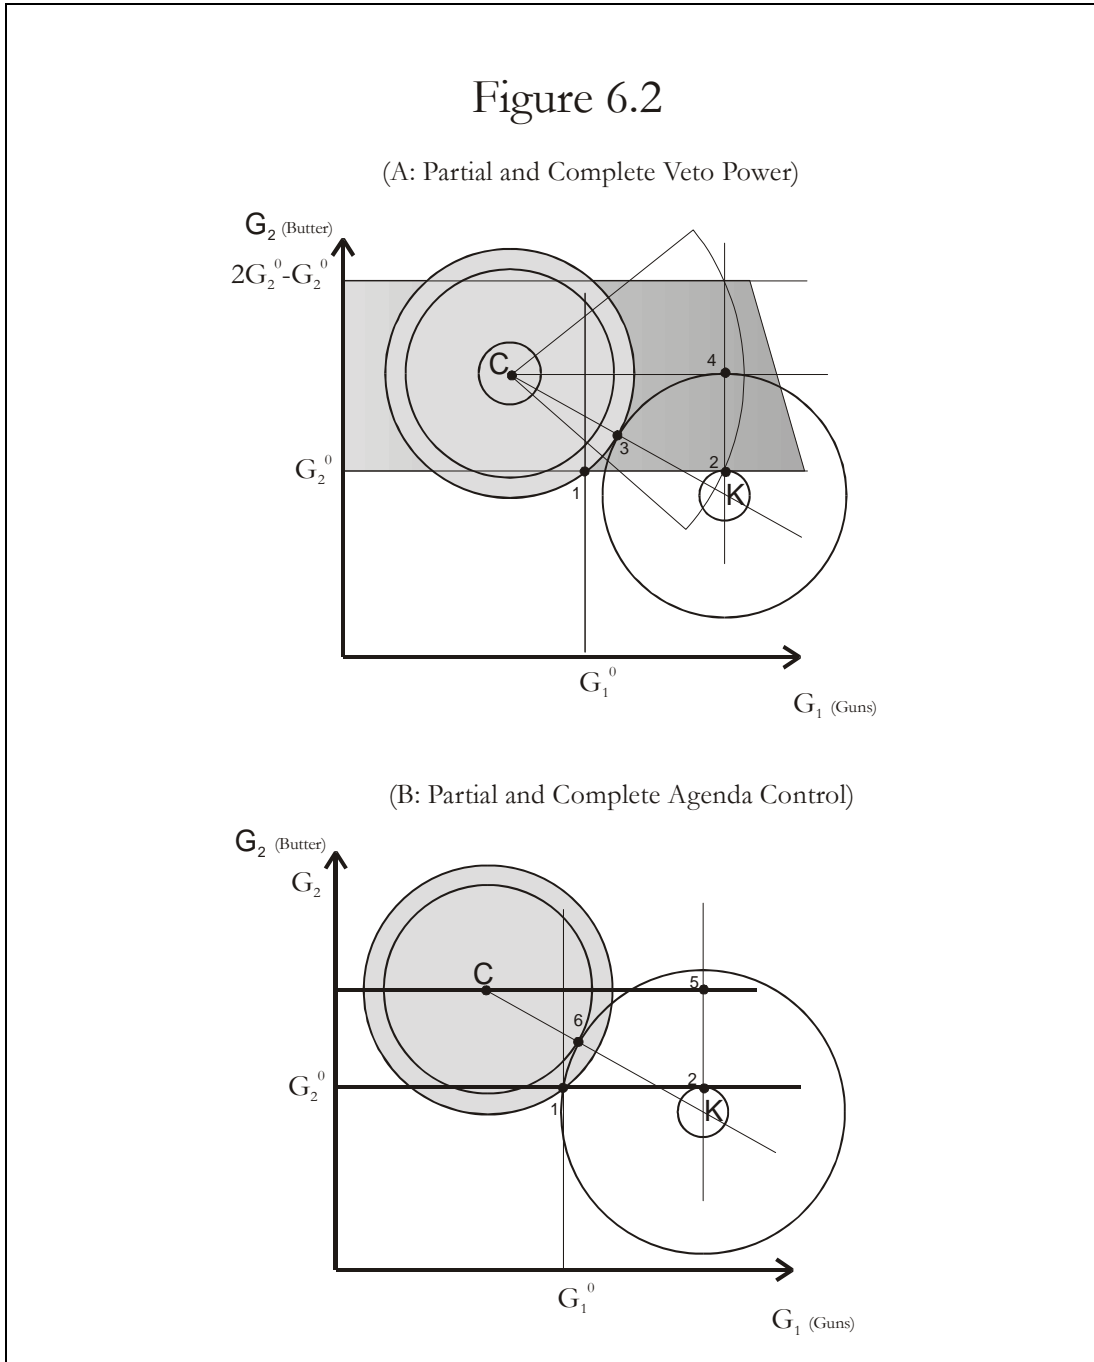 Figure 6.2
(A: Partial and Complete Veto Power)
G₂ (Butter)
2G₂⁰-G₂⁰
C
4
3
G₂⁰
2
1
K
G₁⁰
G₁ (Guns)
(B: Partial and Complete Agenda Control)
G₂ (Butter)
G₂
C
5
6
G₂⁰
2
1
K
G₁⁰
G₁ (Guns)